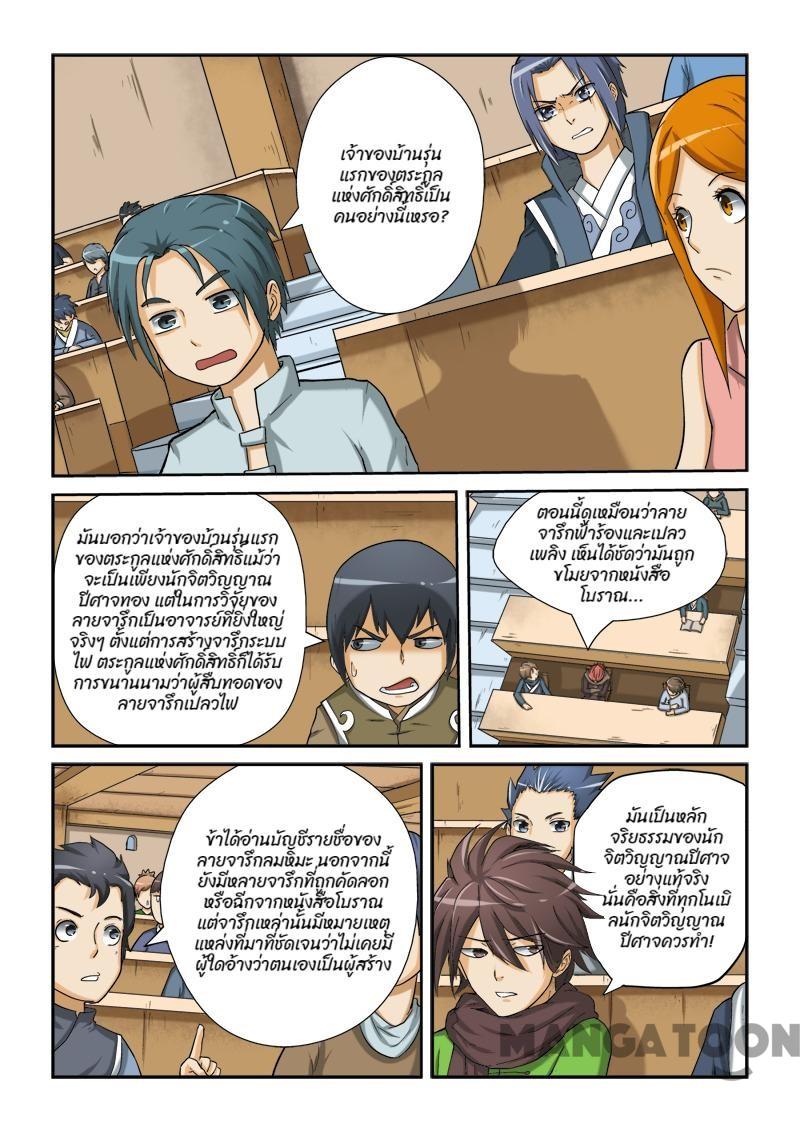 เจ้าของบ้านรุ่น
แรกของตระกูล
แห่งศักดิ์สิทธิ์เป็น
คนอย่างนี้เหรอ?
มันบอกว่าเจ้าของบ้านรุ่นแรก
ของตระกูลแห่งศักดิ์สิทธิ์แม้ว่า
จะเป็นเพียงนักจิตวิญญาณ
ปีศาจทอง แต่ในการวิจัยของ
ลายจารึกเป็นอาจารย์ที่ยิ่งใหญ่
จริงๆ ตั้งแต่การสร้างจารึกระบบ
ไฟ ตระกูลแห่งศักดิ์สิทธิ์ก็ได้รับ
การขนานนามว่าผู้สืบทอดของ
ลายจารึกเปลวไฟ
ตอนนี้ดูเหมือนว่าลาย
จารึกฟ้าร้องและเปลว
เพลิง เห็นได้ชัดว่ามันถูก
ขโมยจากหนังสือ
โบราณ...
ข้าได้อ่านบัญชีรายชื่อของ
ลายจารึกลมหิมะ นอกจากนี้
ยังมีหลายจารึกที่ถูกคัดลอก
หรือฉีกจากหนังสือโบราณ
แต่จารึกเหล่านั้นมีหมายเหตุ
แหล่งที่มาที่ชัดเจนว่าไม่เคยมี
ผู้ใดอ้างว่าตนเองเป็นผู้สร้าง
มันเป็นหลัก
จริยธรรมของนัก
จิตวิญญาณปีศาจ
อย่างแท้จริง
นั่นคือสิ่งที่ทุกโนเบิ
ลนักจิตวิญญาณ
ปีศาจควรทำ!
MANGATOON